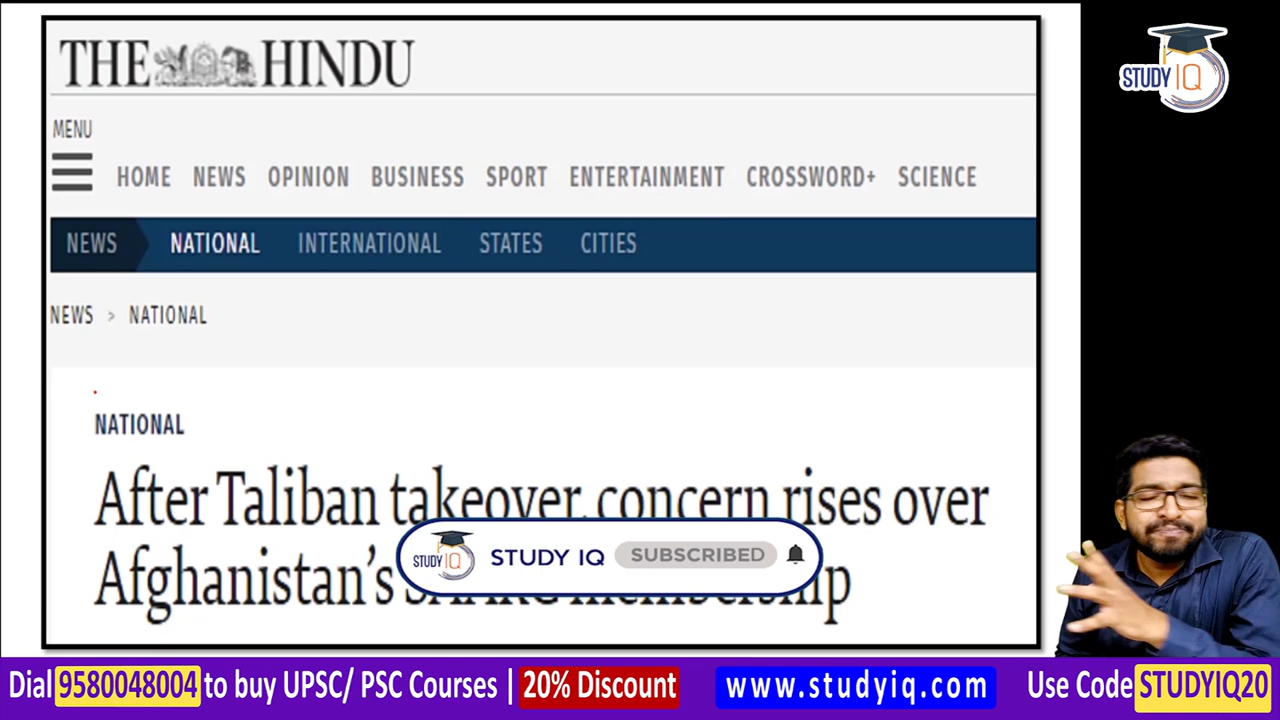 THE HINDU
STUDY IQ
MENU
HOME NEWS OPINION BUSINESS SPORT ENTERTAINMENT CROSSWORD+ SCIENCE
NEWS NATIONAL INTERNATIONAL STATES CITIES
NEWS > NATIONAL
NATIONAL
After Taliban takeover, concern rises over
Afghanistan's membership
STUDY IQ STUDY IQ SUBSCRIBED
Dial 9580048004 to buy UPSC/ PSC Courses | 20% Discount www.studyiq.com Use Code STUDYIQ20